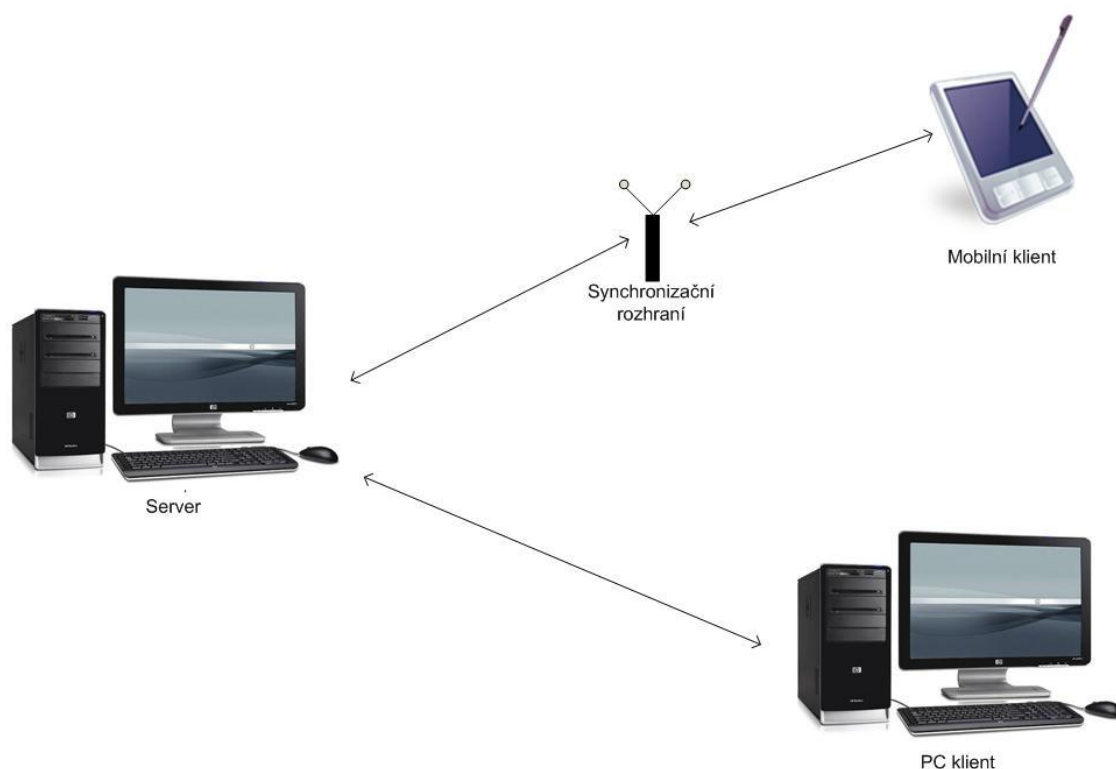 Mobilní klient
Synchronizační
rozhraní
Server
PC klient